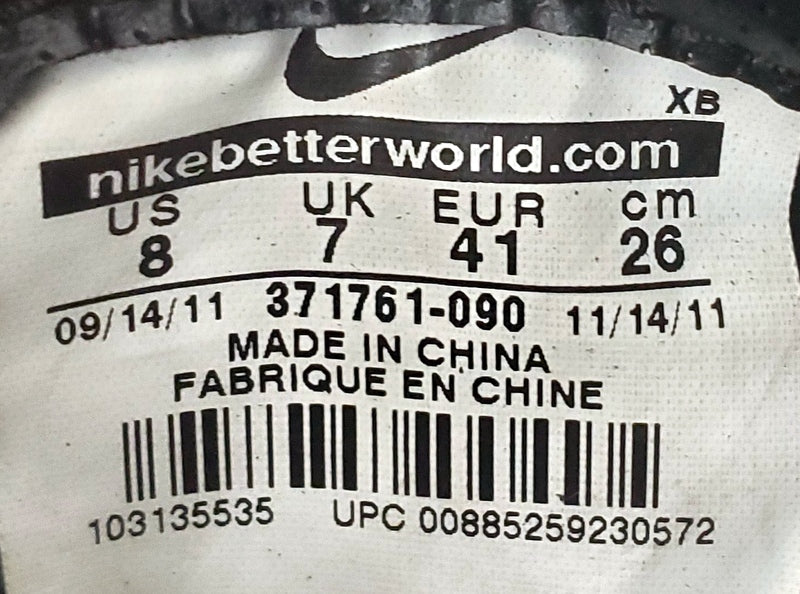 XB
nikebetterworld.com
US UK EUR cm
8 7 41 26
09/14/11 371761-090 11/14/11
MADE IN CHINA
FABRIQUE EN CHINE
103135535 UPC 00885259230572